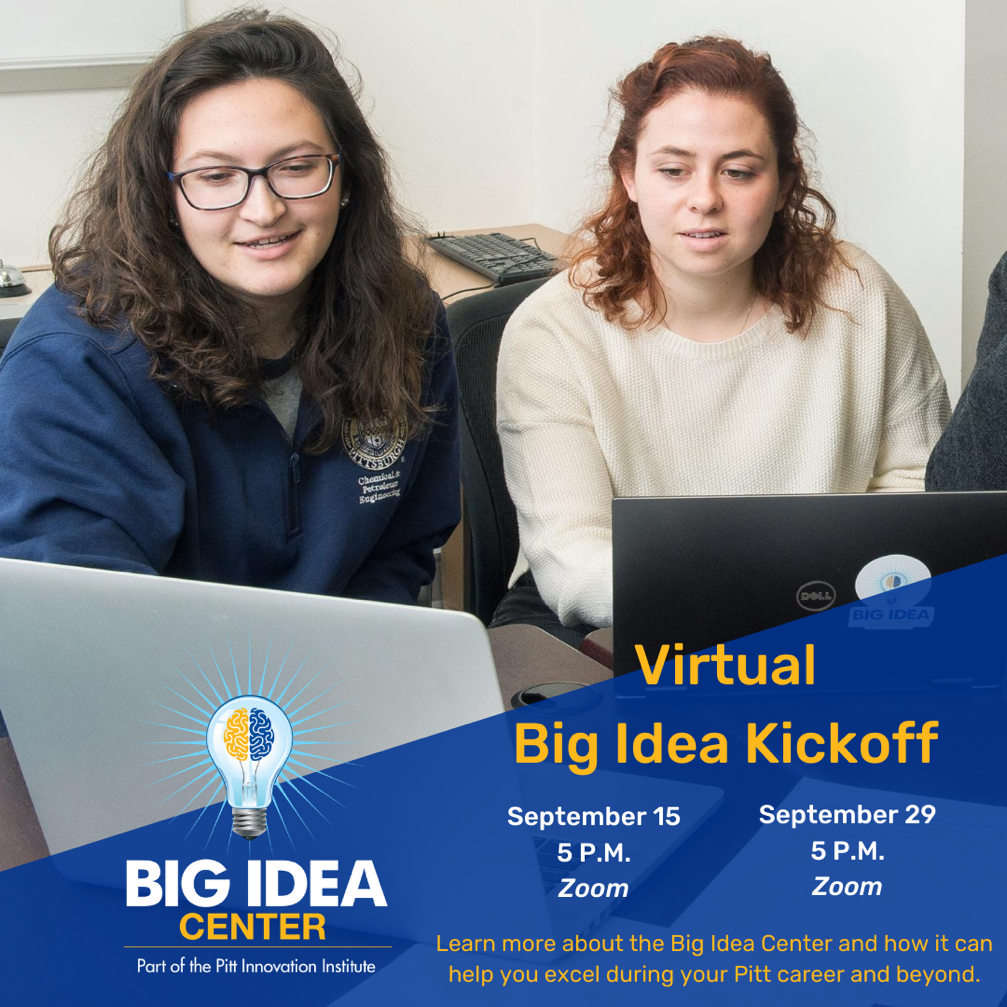 PITTSBURGH
Chemical &
Petroleum
Engineering
DELL
BIG IDEA
Virtual
Big Idea Kickoff
September 15
5 P.M.
Zoom
September 29
5 P.M.
Zoom
BIG IDEA
CENTER
Part of the Pitt Innovation Institute
Learn more about the Big Idea Center and how it can
help you excel during your Pitt career and beyond.